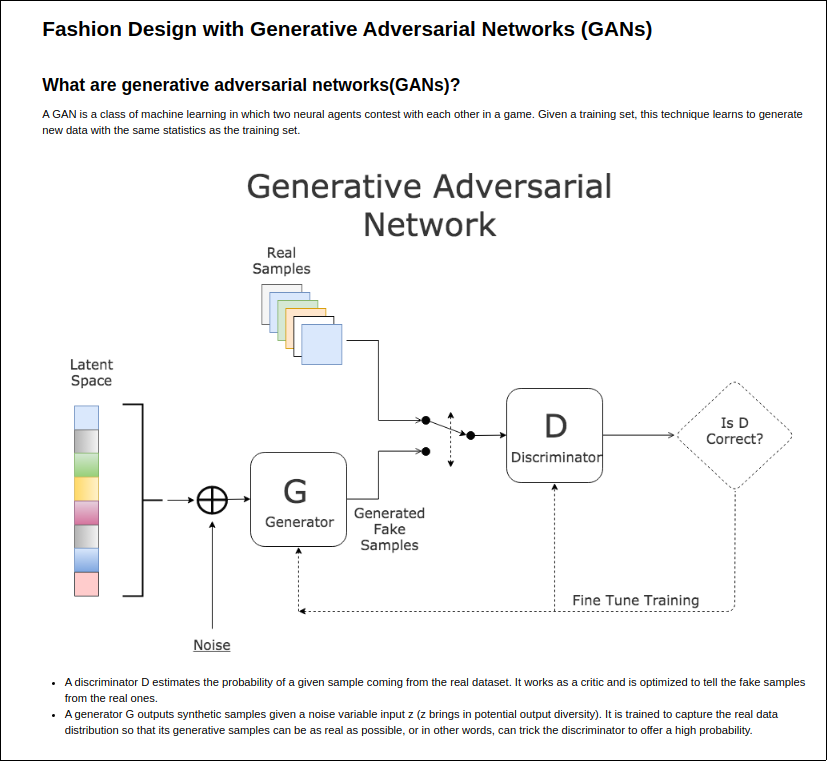 Fashion Design with Generative Adversarial Networks (GANs)
What are generative adversarial networks(GANs)?
A GAN is a class of machine learning in which two neural agents contest with each other in a game. Given a training set, this technique learns to generate
new data with the same statistics as the training set.
Generative Adversarial
Network
Real
Samples
Latent
Space
D
Discriminator
Is D
Correct?
G
Generator
Generated
Fake
Samples
Fine Tune Training
Noise
• A discriminator D estimates the probability of a given sample coming from the real dataset. It works as a critic and is optimized to tell the fake samples
from the real ones.
• A generator G outputs synthetic samples given a noise variable input z (z brings in potential output diversity). It is trained to capture the real data
distribution so that its generative samples can be as real as possible, or in other words, can trick the discriminator to offer a high probability.